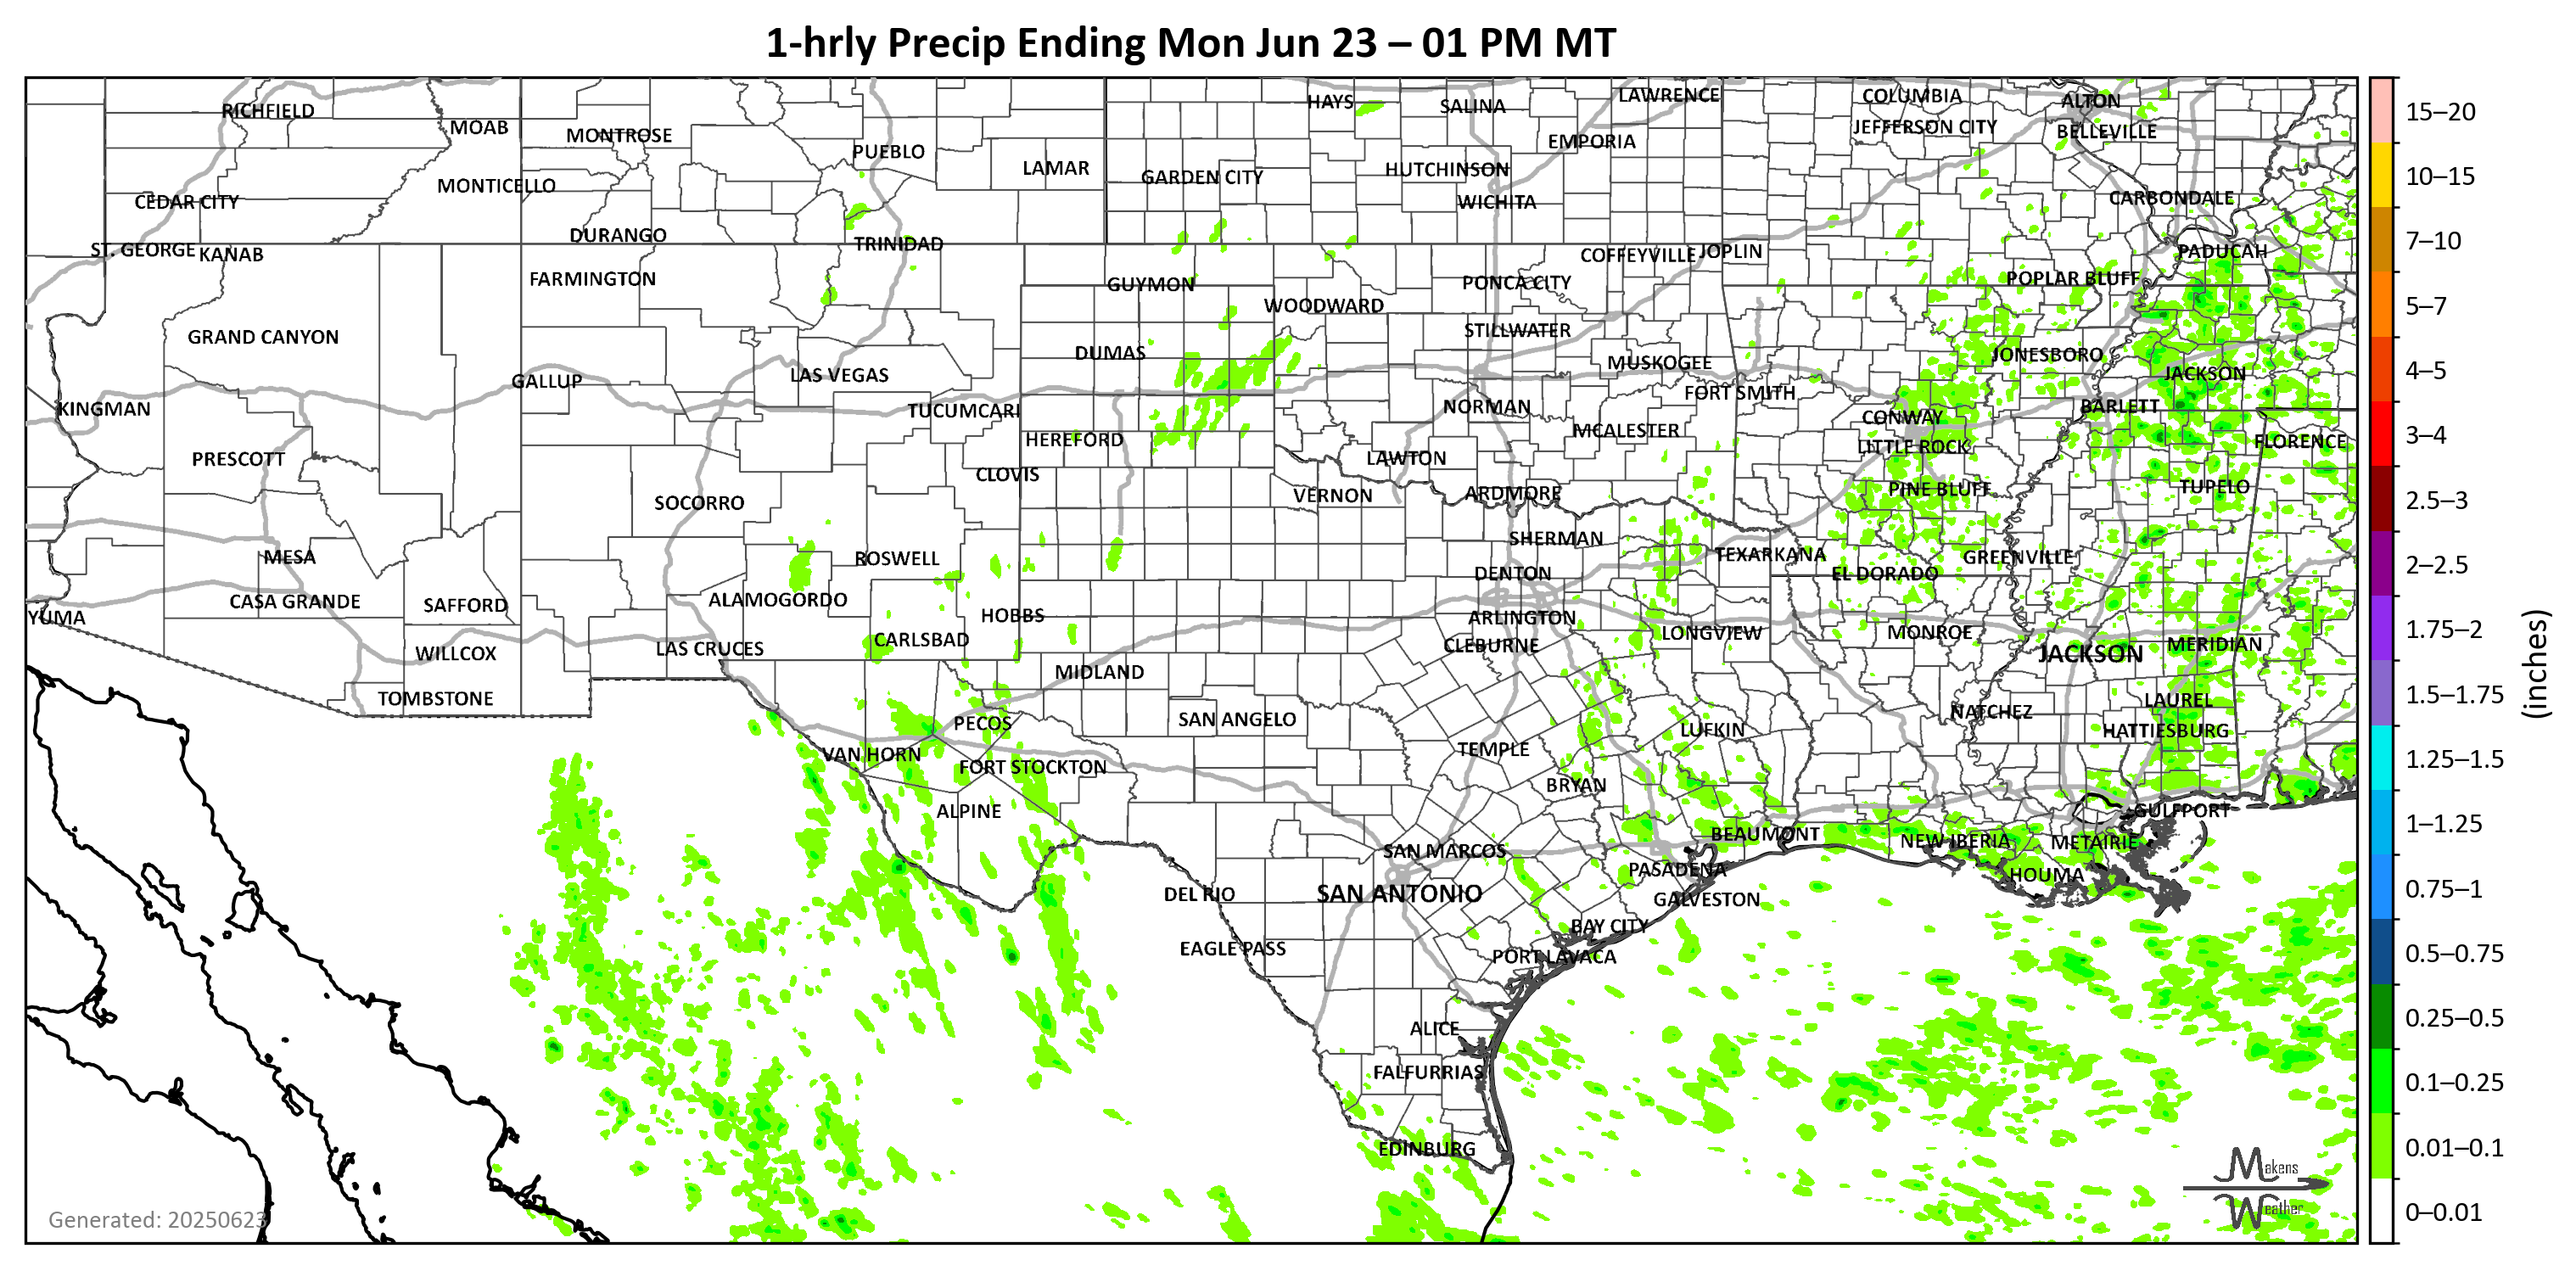 1-hrly Precip Ending Mon Jun 23 – 01 PM MT
RICHFIELD
MOAB
MONTROSE
PUEBLO
LAMAR
HAYS
SALINA
LAWRENCE
COLUMBIA
ALTON
EMPORIA
JEFFERSON CITY
BELLEVILLE
CEDAR CITY
MONTICELLO
GARDEN CITY
HUTCHINSON
WICHITA
CARBONDALE
DURANGO
TRINIDAD
ST. GEORGE
KANAB
FARMINGTON
GUYMON
WOODWARD
PONCA CITY
COFFEYVILLE
JOPLIN
POPLAR BLUFF
PADUCAH
GRAND CANYON
GALLUP
LAS VEGAS
DUMAS
STILLWATER
MUSKOGEE
JONESBORO
JACKSON
KINGMAN
TUCUMCARI
NORMAN
FORT SMITH
CONWAY
BARLETT
PRESCOTT
HEREFORD
CLOVIS
LAWTON
MCALESTER
LITTLE ROCK
FLORENCE
SOCORRO
VERNON
ARDMORE
PINE BLUFF
TUPELO
MESA
ROSWELL
SHERMAN
TEXARKANA
GREENVILLE
CASA GRANDE
SAFFORD
ALAMOGORDO
HOBBS
DENTON
EL DORADO
YUMA
WILLCOX
LAS CRUCES
CARLSBAD
ARLINGTON
CLEBURNE
LONGVIEW
MONROE
JACKSON
MERIDIAN
TOMBSTONE
MIDLAND
PECOS
SAN ANGELO
LUFKIN
NATCHEZ
LAUREL
HATTIESBURG
VAN HORN
FORT STOCKTON
TEMPLE
BRYAN
ALPINE
SAN MARCOS
BEAUMONT
NEW IBERIA
METAIRIE
GULFPORT
DEL RIO
SAN ANTONIO
PASADENA
GALVESTON
HOUMA
EAGLE PASS
BAY CITY
PORT LAVACA
ALICE
FALFURRIAS
EDINBURG
15–20
10–15
7–10
5–7
4–5
3–4
2.5–3
2–2.5
1.75–2
1.5–1.75
1.25–1.5
1–1.25
0.75–1
0.5–0.75
0.25–0.5
0.1–0.25
0.01–0.1
0–0.01
(inches)
Makens
Weather
Generated: 20250623